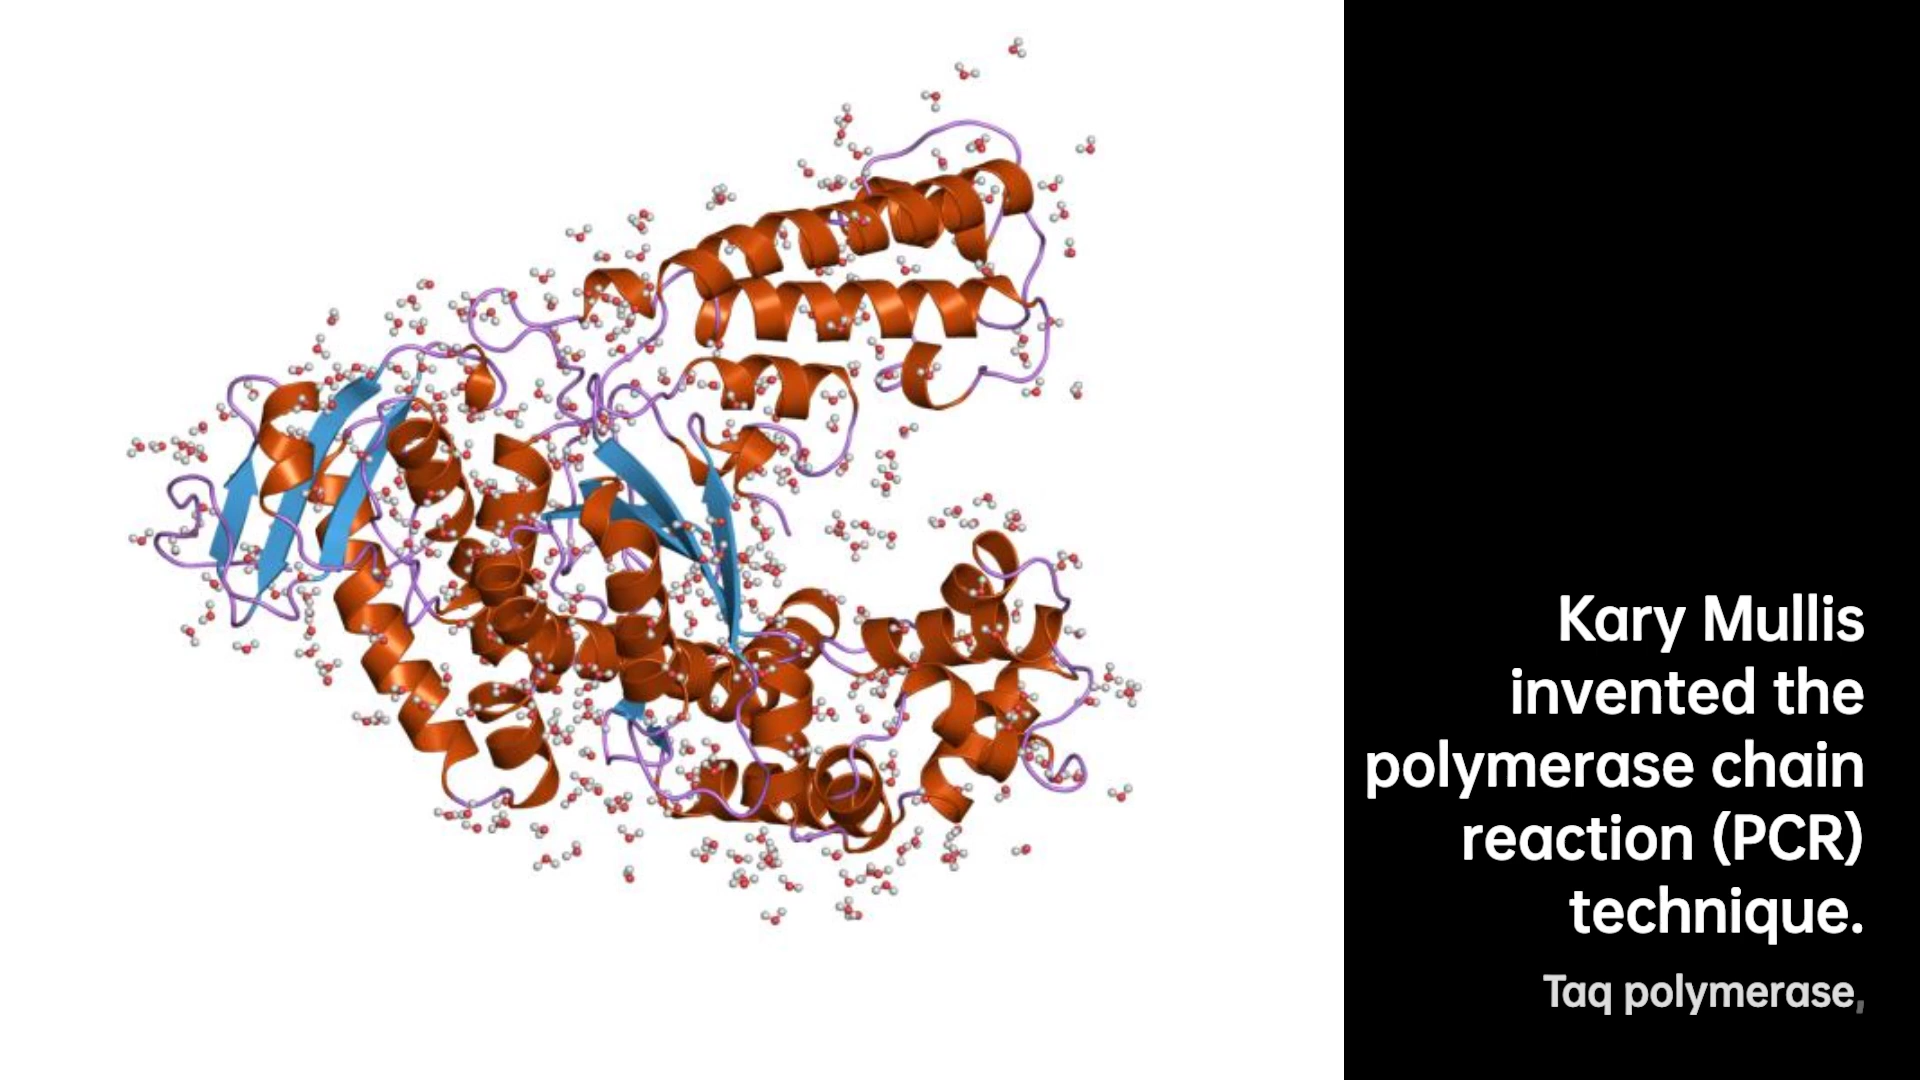 Kary Mullis
invented the
polymerase chain
reaction (PCR)
technique.
Taq polymerase,